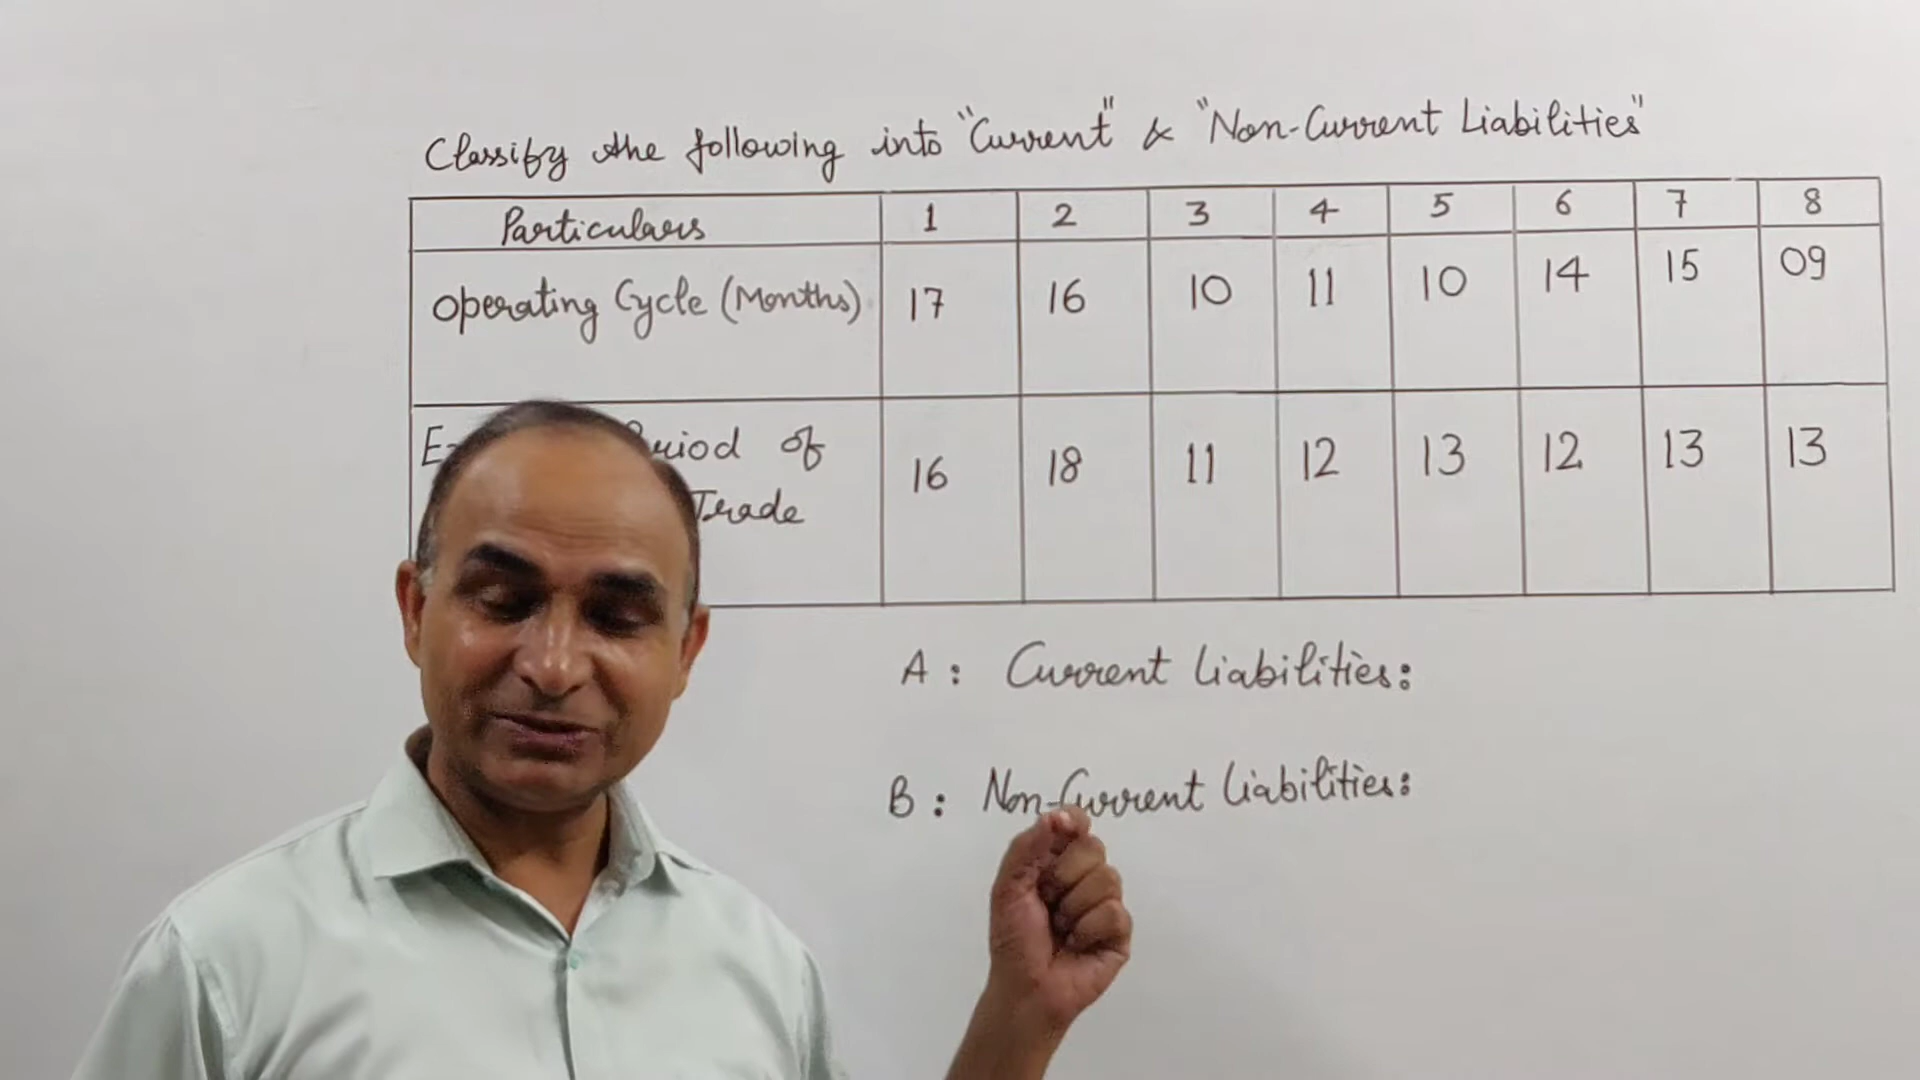 Classify the following into "Current" & "Non-Current Liabilities"
Particulars 1 2 3 4 5 6 7 8
Operating Cycle (Months) 17 16 10 11 10 14 15 09
of 16 18 11 12 13 12 13 13
Trade
A : Current Liabilities:
B : Non-Current Liabilities: